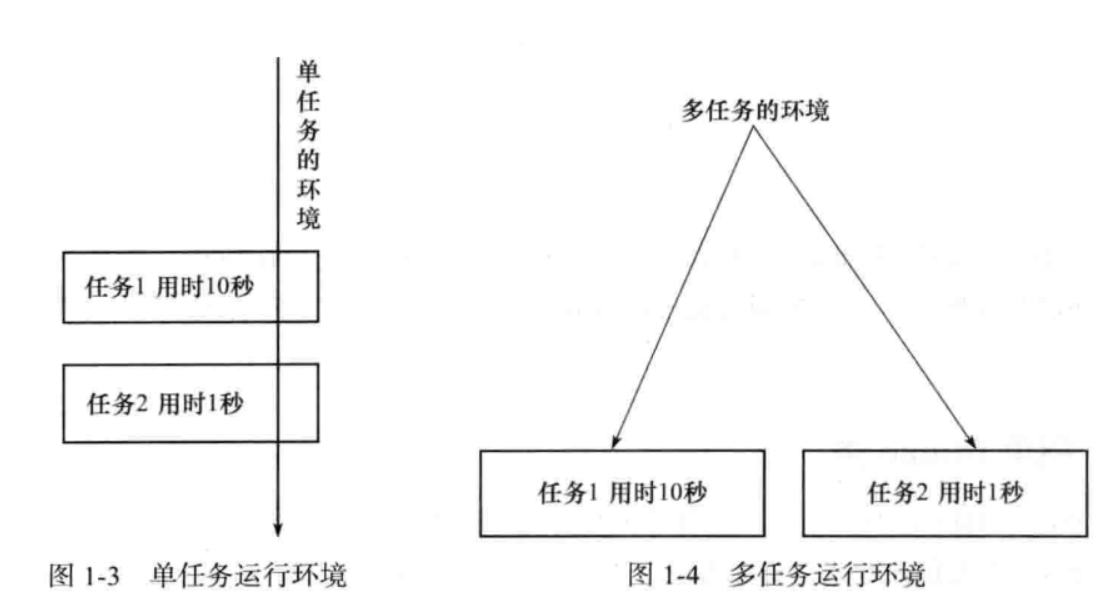 单任务的环境
任务1 用时10秒
任务2 用时1秒
图 1-3 单任务运行环境
多任务的环境
任务1 用时10秒
任务2 用时1秒
图 1-4 多任务运行环境